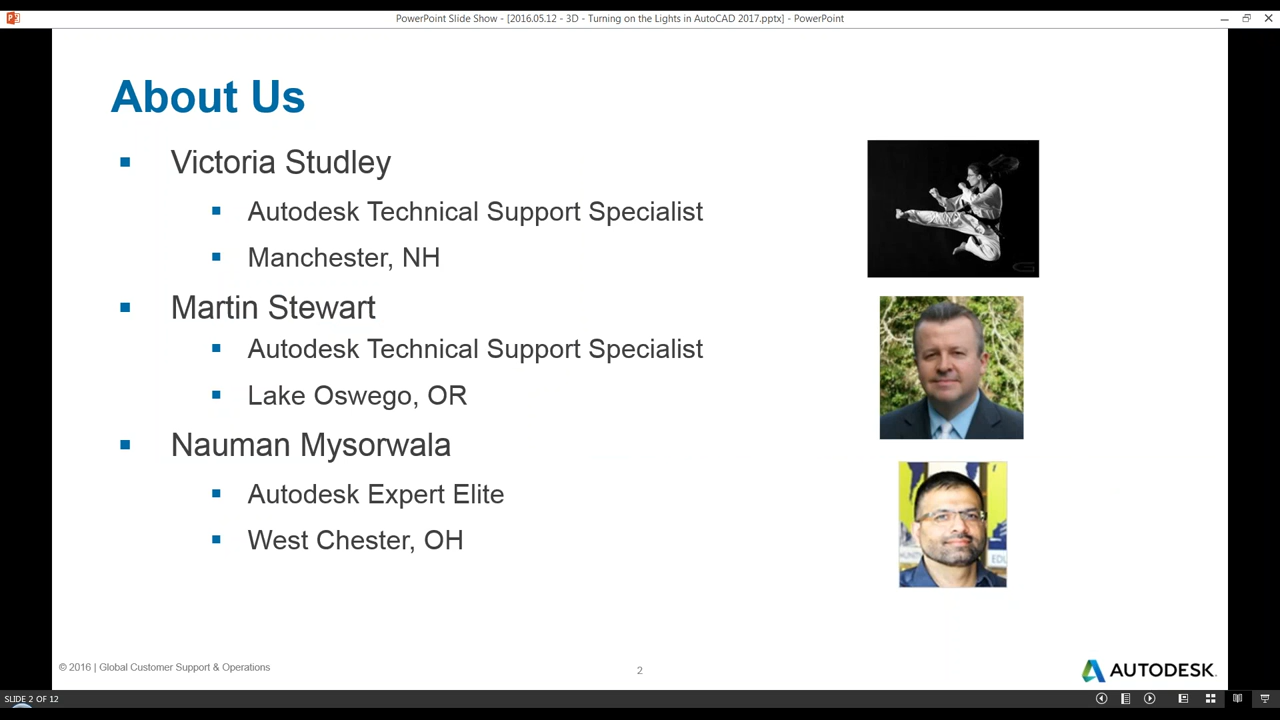 PowerPoint Slide Show - [2016.05.12 - 3D - Turning on the Lights in AutoCAD 2017.pptx] - PowerPoint
About Us
Victoria Studley
Autodesk Technical Support Specialist
Manchester, NH
Martin Stewart
Autodesk Technical Support Specialist
Lake Oswego, OR
Nauman Mysorwala
Autodesk Expert Elite
West Chester, OH
© 2016 | Global Customer Support & Operations
2
AUTODESK.
SLIDE 2 OF 12